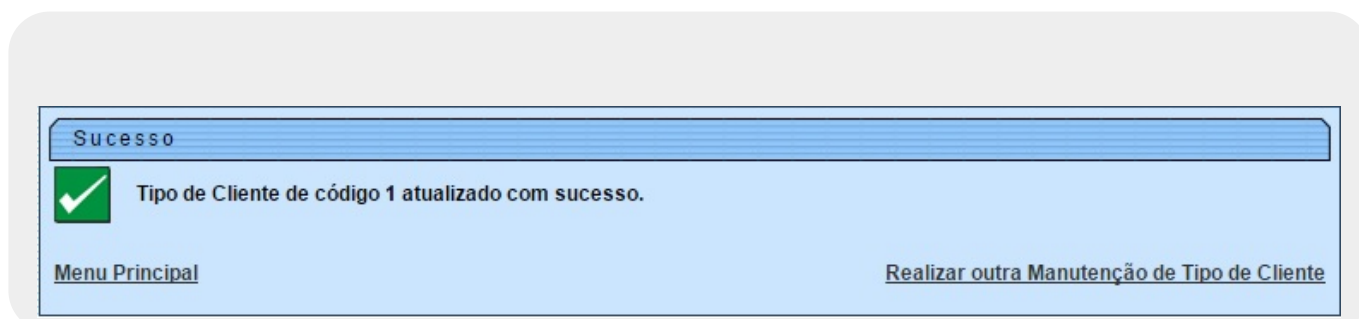 Sucesso
Tipo de Cliente de código 1 atualizado com sucesso.
Menu Principal
Realizar outra Manutenção de Tipo de Cliente